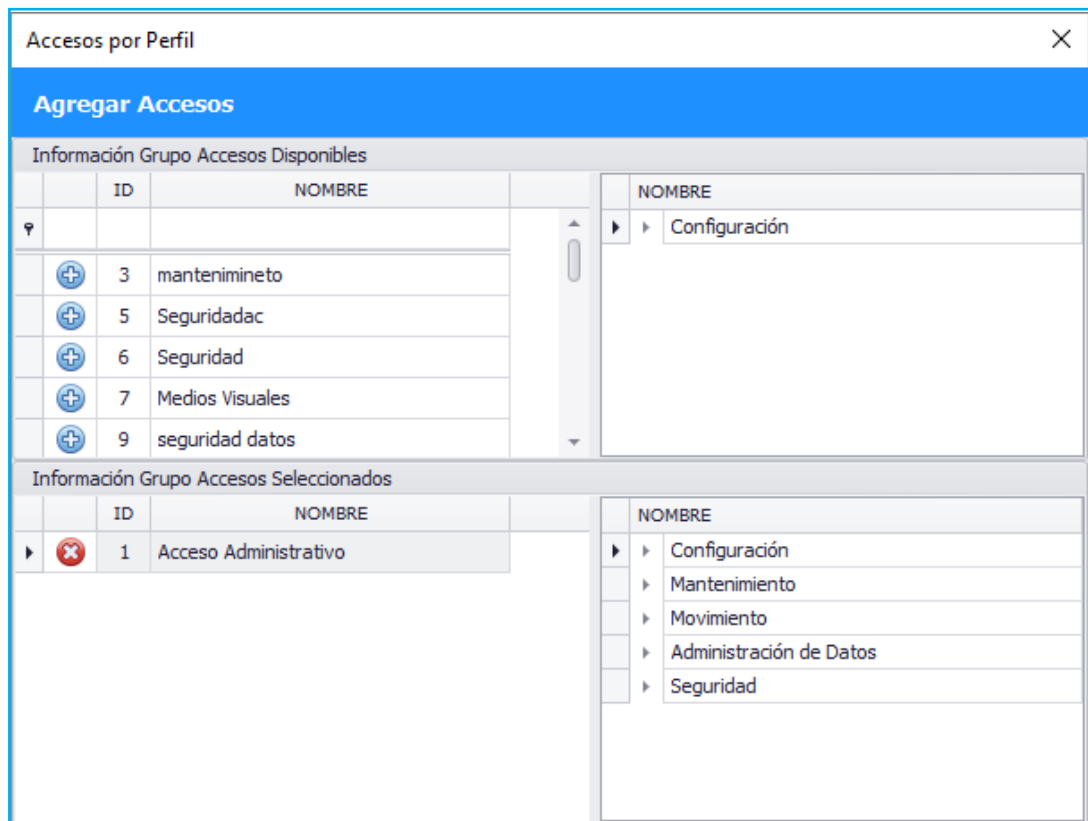 Accesos por Perfil
Agregar Accesos
Información Grupo Accesos Disponibles
ID NOMBRE
3 mantenimineto
5 Seguridadac
6 Seguridad
7 Medios Visuales
9 seguridad datos
NOMBRE
Configuración
Información Grupo Accesos Seleccionados
ID NOMBRE
1 Acceso Administrativo
NOMBRE
Configuración
Mantenimiento
Movimiento
Administración de Datos
Seguridad